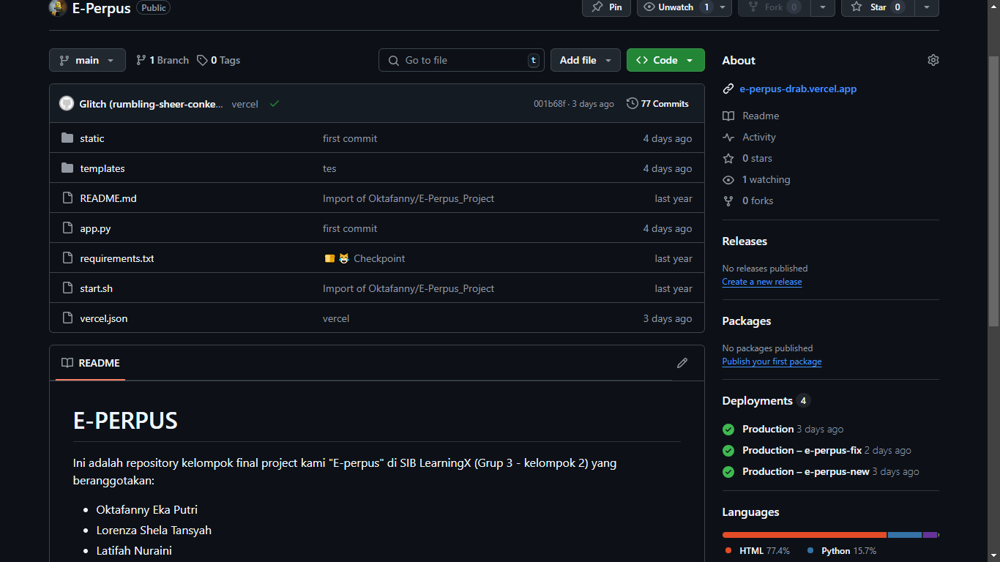 E-Perpus Public
Pin
Unwatch 1
Fork 0
Star 0
main
1 Branch
0 Tags
Go to file t
Add file
Code
Glitch (rumbling-sheer-conke... vercel
001b68f · 3 days ago
77 Commits
static first commit 4 days ago
templates tes 4 days ago
README.md Import of Oktafanny/E-Perpus_Project last year
app.py first commit 4 days ago
requirements.txt Checkpoint last year
start.sh Import of Oktafanny/E-Perpus_Project last year
vercel.json vercel 3 days ago
README
E-PERPUS
Ini adalah repository kelompok final project kami "E-perpus" di SIB LearningX (Grup 3 - kelompok 2) yang
beranggotakan:
• Oktafanny Eka Putri
• Lorenza Shela Tansyah
• Latifah Nuraini
About
e-perpus-drab.vercel.app
Readme
Activity
0 stars
1 watching
0 forks
Releases
No releases published
Create a new release
Packages
No packages published
Publish your first package
Deployments 4
Production 3 days ago
Production – e-perpus-fix 2 days ago
Production – e-perpus-new 3 days ago
Languages
HTML 77.4% Python 15.7%